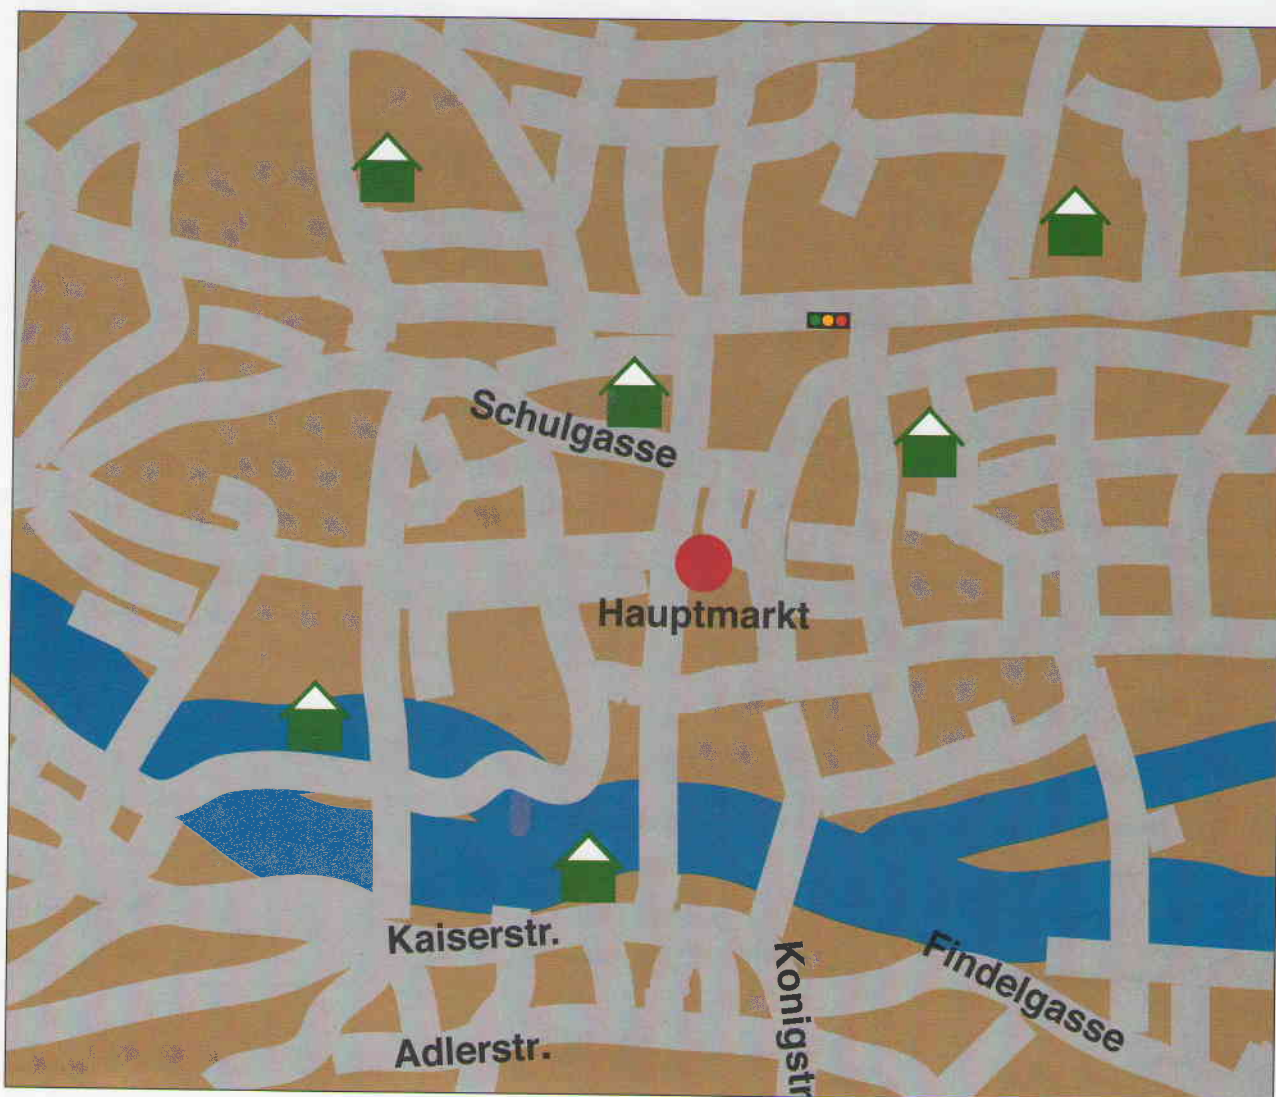 Schulgasse
Hauptmarkt
Kaiserstr.
Findelgasse
Konigstr
Adlerstr.